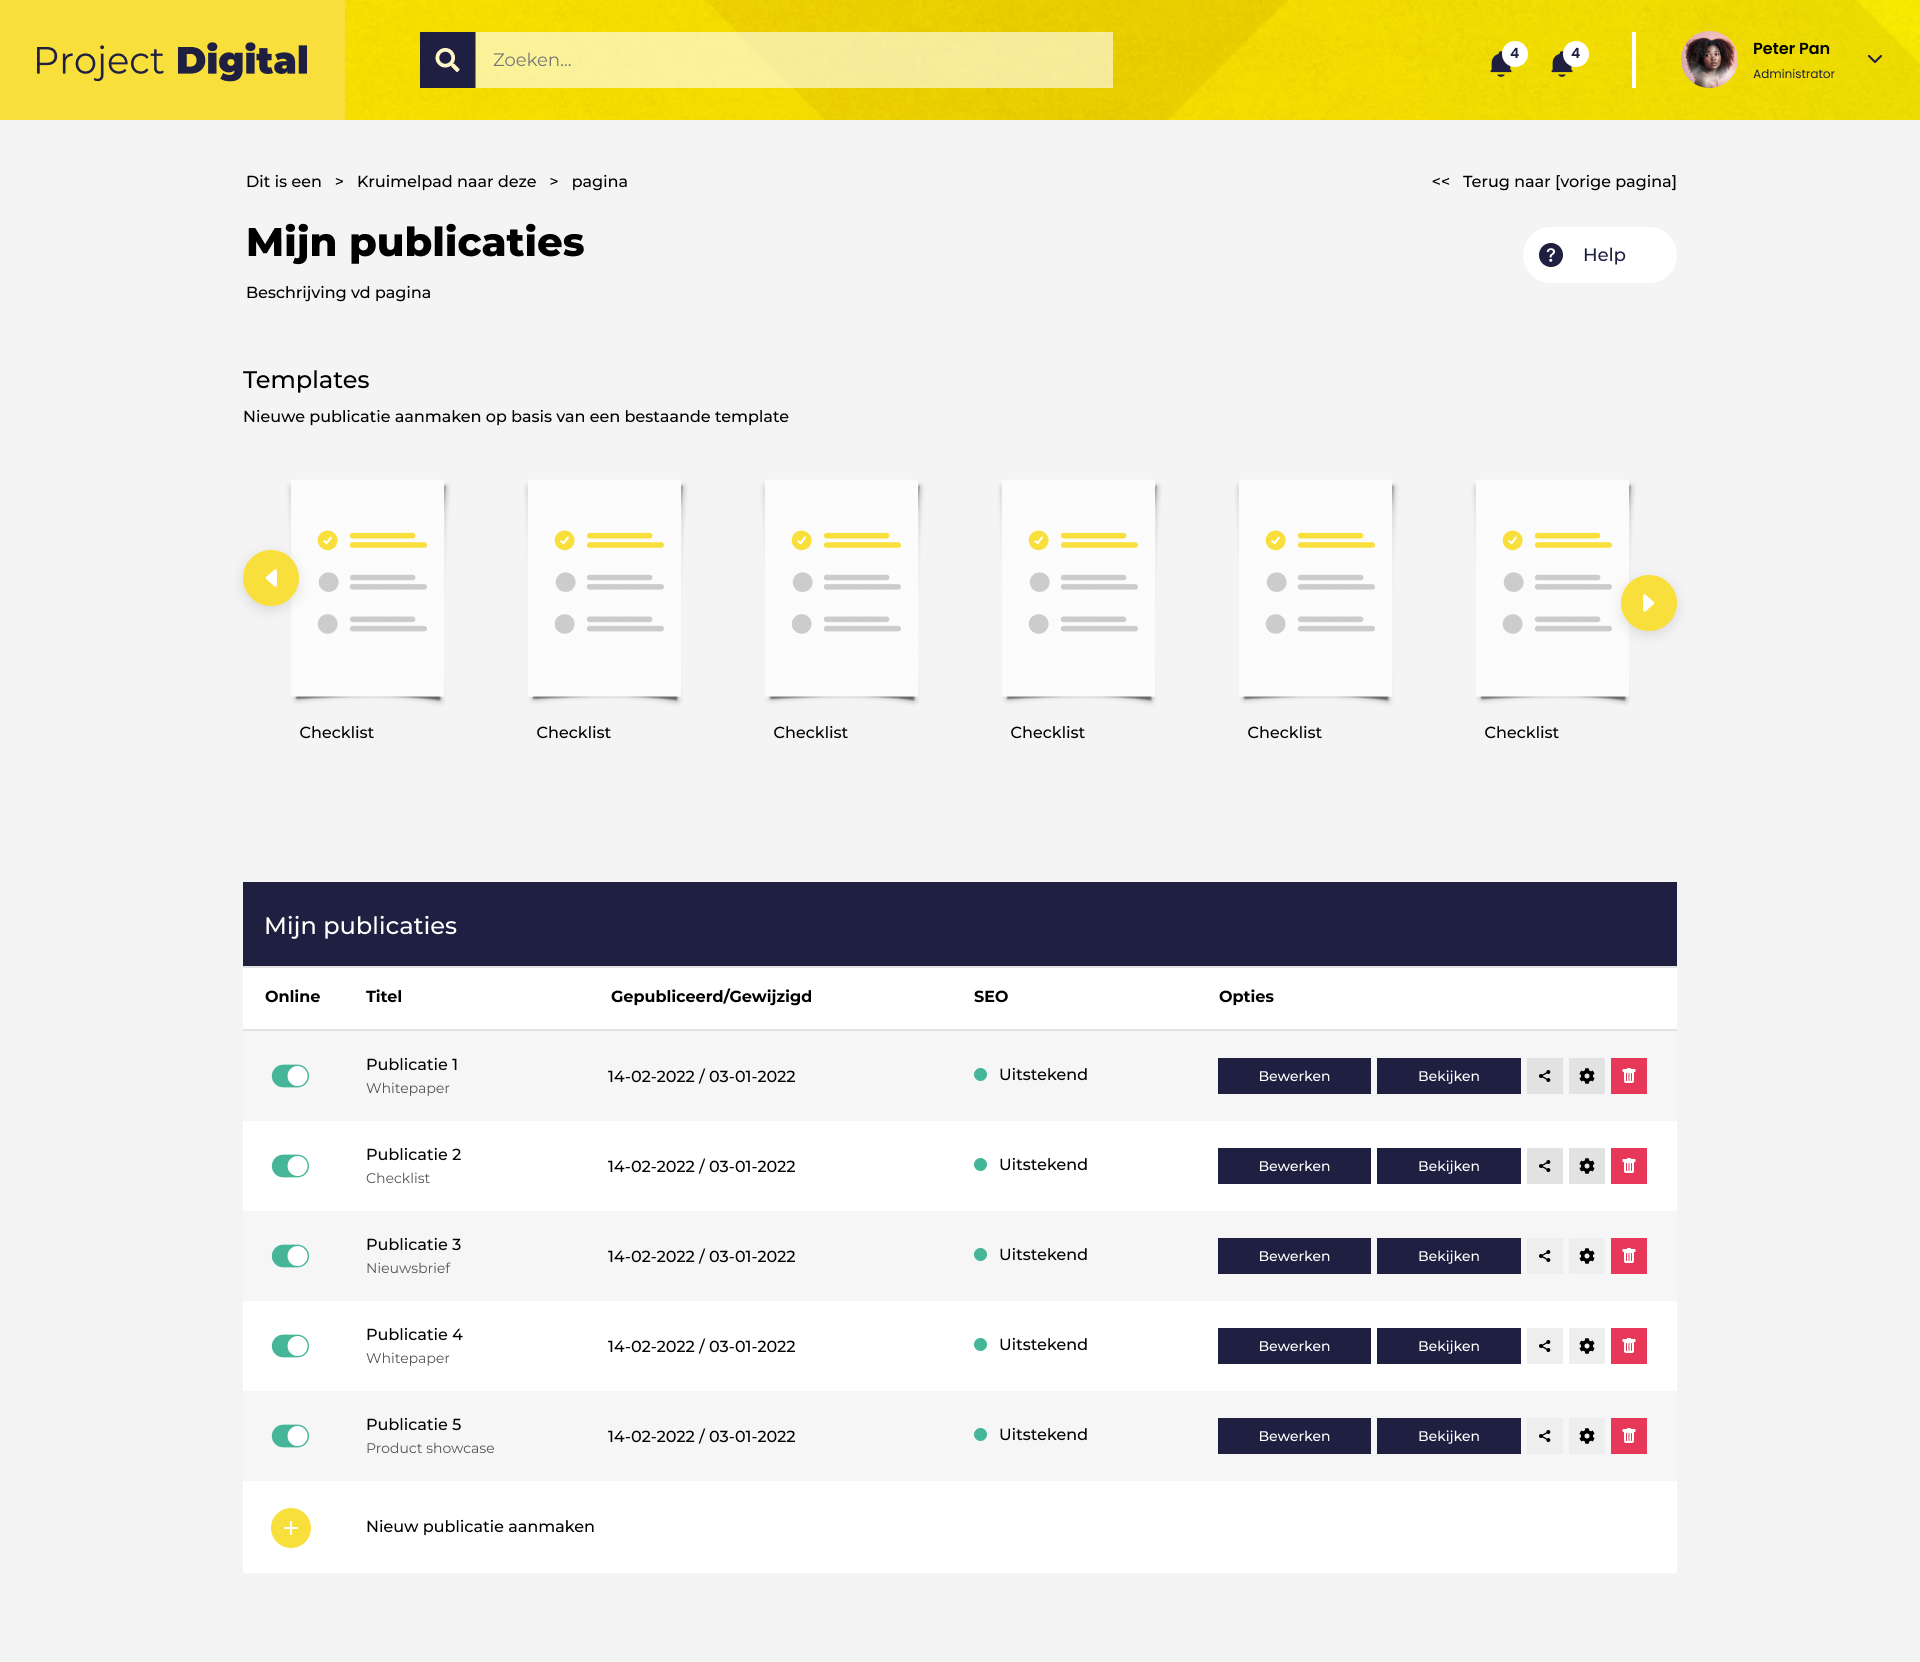 Project Digital
Zoeken...
4
4
Peter Pan
Administrator
Dit is een > Kruimelpad naar deze > pagina
<< Terug naar [vorige pagina]
Mijn publicaties
? Help
Beschrijving vd pagina
Templates
Nieuwe publicatie aanmaken op basis van een bestaande template
Checklist
Checklist
Checklist
Checklist
Checklist
Checklist
Mijn publicaties
Online Titel Gepubliceerd/Gewijzigd SEO Opties
Publicatie 1
Whitepaper
14-02-2022 / 03-01-2022
Uitstekend
Bewerken
Bekijken
Publicatie 2
Checklist
14-02-2022 / 03-01-2022
Uitstekend
Bewerken
Bekijken
Publicatie 3
Nieuwsbrief
14-02-2022 / 03-01-2022
Uitstekend
Bewerken
Bekijken
Publicatie 4
Whitepaper
14-02-2022 / 03-01-2022
Uitstekend
Bewerken
Bekijken
Publicatie 5
Product showcase
14-02-2022 / 03-01-2022
Uitstekend
Bewerken
Bekijken
Nieuw publicatie aanmaken